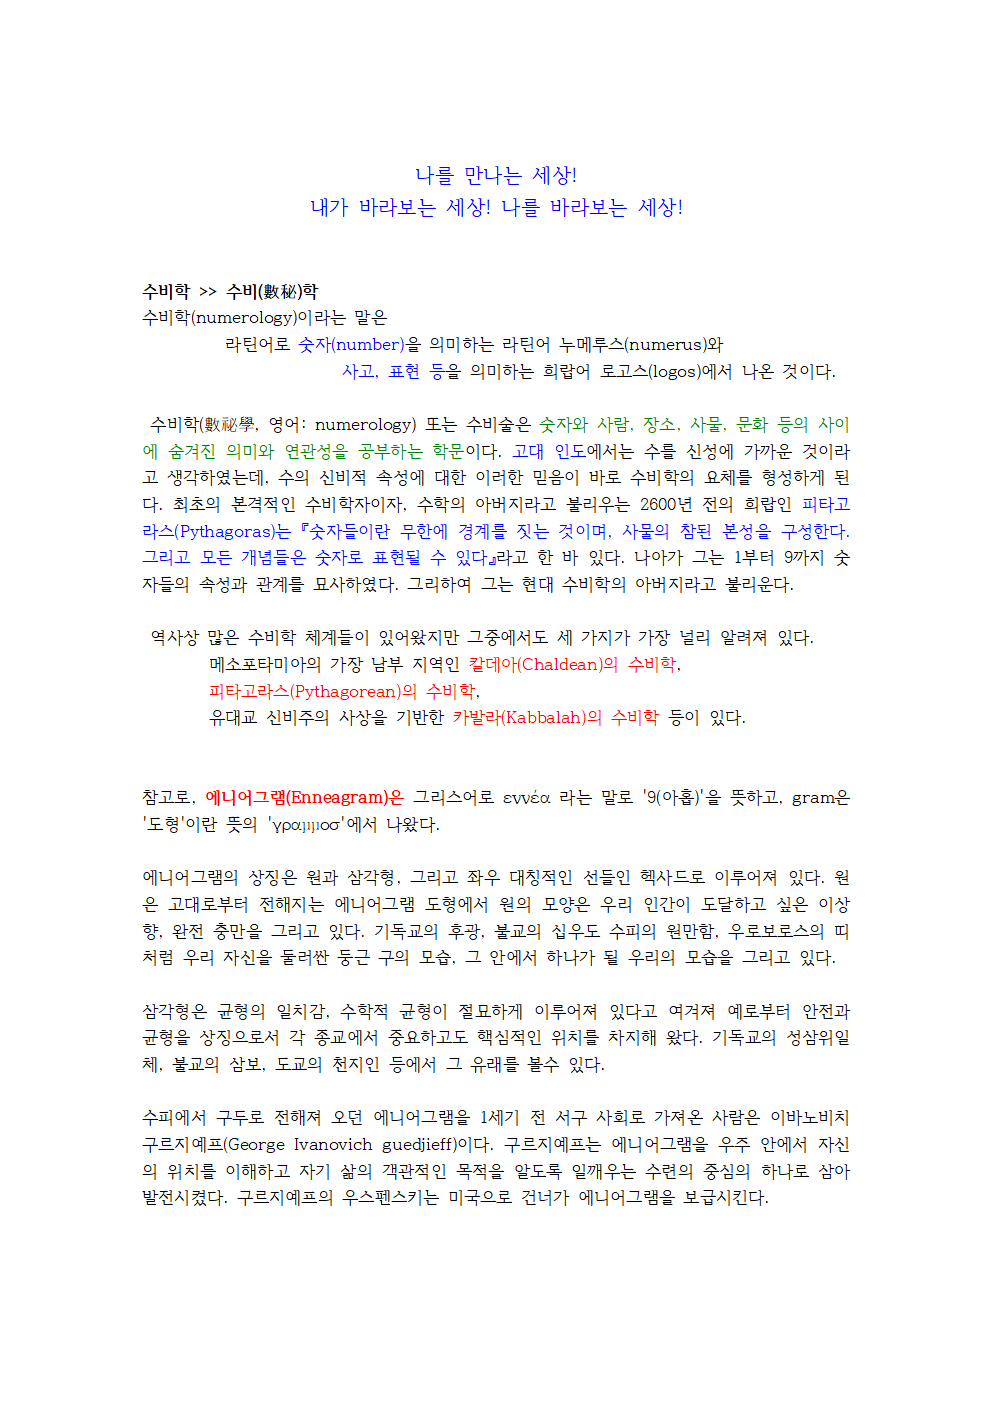 나를 만나는 세상!
내가 바라보는 세상! 나를 바라보는 세상!
수비학 >> 수비(數秘)학
수비학(numerology)이라는 말은
라틴어로 숫자(number)을 의미하는 라틴어 누메루스(numerus)와
사고, 표현 등을 의미하는 희랍어 로고스(logos)에서 나온 것이다.
수비학(數祕學, 영어: numerology) 또는 수비술은 숫자와 사람, 장소, 사물, 문화 등의 사이
에 숨겨진 의미와 연관성을 공부하는 학문이다. 고대 인도에서는 수를 신성에 가까운 것이라
고 생각하였는데, 수의 신비적 속성에 대한 이러한 믿음이 바로 수비학의 요체를 형성하게 된
다. 최초의 본격적인 수비학자이자, 수학의 아버지라고 불리우는 2600년 전의 희랍인 피타고
라스(Pythagoras)는 『숫자들이란 무한에 경계를 짓는 것이며, 사물의 참된 본성을 구성한다.
그리고 모든 개념들은 숫자로 표현될 수 있다』라고 한 바 있다. 나아가 그는 1부터 9까지 숫
자들의 속성과 관계를 묘사하였다. 그리하여 그는 현대 수비학의 아버지라고 불리운다.
역사상 많은 수비학 체계들이 있어왔지만 그중에서도 세 가지가 가장 널리 알려져 있다.
메소포타미아의 가장 남부 지역인 칼데아(Chaldean)의 수비학,
피타고라스(Pythagorean)의 수비학,
유대교 신비주의 사상을 기반한 카발라(Kabbalah)의 수비학 등이 있다.
참고로, 에니어그램(Enneagram)은 그리스어로 εννέα 라는 말로 '9(아홉)'을 뜻하고, gram은
'도형'이란 뜻의 'γραμμοσ'에서 나왔다.
에니어그램의 상징은 원과 삼각형, 그리고 좌우 대칭적인 선들인 헥사드로 이루어져 있다. 원
은 고대로부터 전해지는 에니어그램 도형에서 원의 모양은 우리 인간이 도달하고 싶은 이상
향, 완전 충만을 그리고 있다. 기독교의 후광, 불교의 십우도 수피의 원만함, 우로보로스의 띠
처럼 우리 자신을 둘러싼 둥근 구의 모습, 그 안에서 하나가 될 우리의 모습을 그리고 있다.
삼각형은 균형의 일치감, 수학적 균형이 절묘하게 이루어져 있다고 여겨져 예로부터 안전과
균형을 상징으로서 각 종교에서 중요하고도 핵심적인 위치를 차지해 왔다. 기독교의 성삼위일
체, 불교의 삼보, 도교의 천지인 등에서 그 유래를 볼수 있다.
수피에서 구두로 전해져 오던 에니어그램을 1세기 전 서구 사회로 가져온 사람은 이바노비치
구르지예프(George Ivanovich guedjieff)이다. 구르지예프는 에니어그램을 우주 안에서 자신
의 위치를 이해하고 자기 삶의 객관적인 목적을 알도록 일깨우는 수련의 중심의 하나로 삼아
발전시켰다. 구르지예프의 우스펜스키는 미국으로 건너가 에니어그램을 보급시킨다.